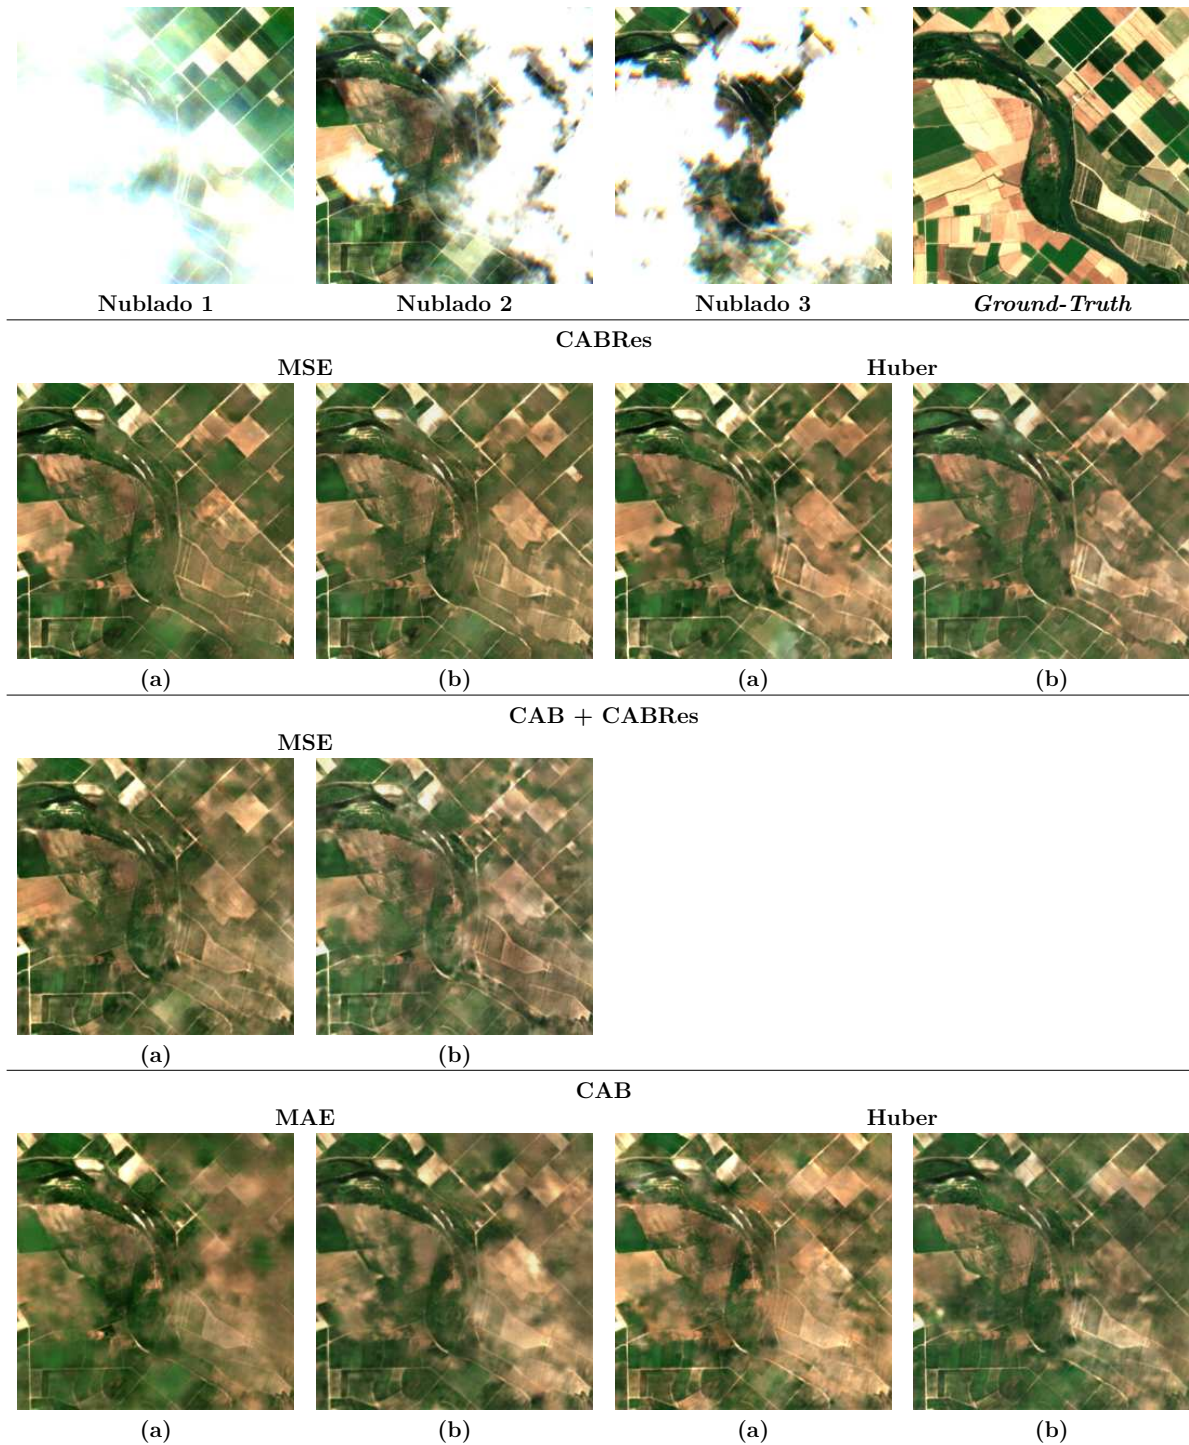 Nublado 1 Nublado 2 Nublado 3 Ground-Truth
CABRes
MSE Huber
(a) (b) (a) (b)
CAB + CABRes
MSE
(a) (b)
CAB
MAE Huber
(a) (b) (a) (b)